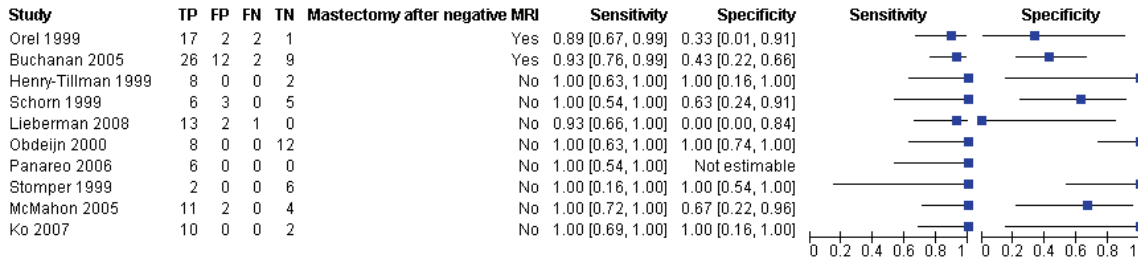 Study TP FP FN TN Mastectomy after negative MRI Sensitivity Specificity Sensitivity Specificity
Orel 1999 17 2 2 1 Yes 0.89 [0.67, 0.99] 0.33 [0.01, 0.91]
Buchanan 2005 26 12 2 9 Yes 0.93 [0.76, 0.99] 0.43 [0.22, 0.66]
Henry-Tillman 1999 8 0 0 2 No 1.00 [0.63, 1.00] 1.00 [0.16, 1.00]
Schorn 1999 6 3 0 5 No 1.00 [0.54, 1.00] 0.63 [0.24, 0.91]
Lieberman 2008 13 2 1 0 No 0.93 [0.66, 1.00] 0.00 [0.00, 0.84]
Obdeijn 2000 8 0 0 12 No 1.00 [0.63, 1.00] 1.00 [0.74, 1.00]
Panareo 2006 6 0 0 0 No 1.00 [0.54, 1.00] Not estimable
Stomper 1999 2 0 0 6 No 1.00 [0.16, 1.00] 1.00 [0.54, 1.00]
McMahon 2005 11 2 0 4 No 1.00 [0.72, 1.00] 0.67 [0.22, 0.96]
Ko 2007 10 0 0 2 No 1.00 [0.69, 1.00] 1.00 [0.16, 1.00]
0 0.2 0.4 0.6 0.8 1 0 0.2 0.4 0.6 0.8 1